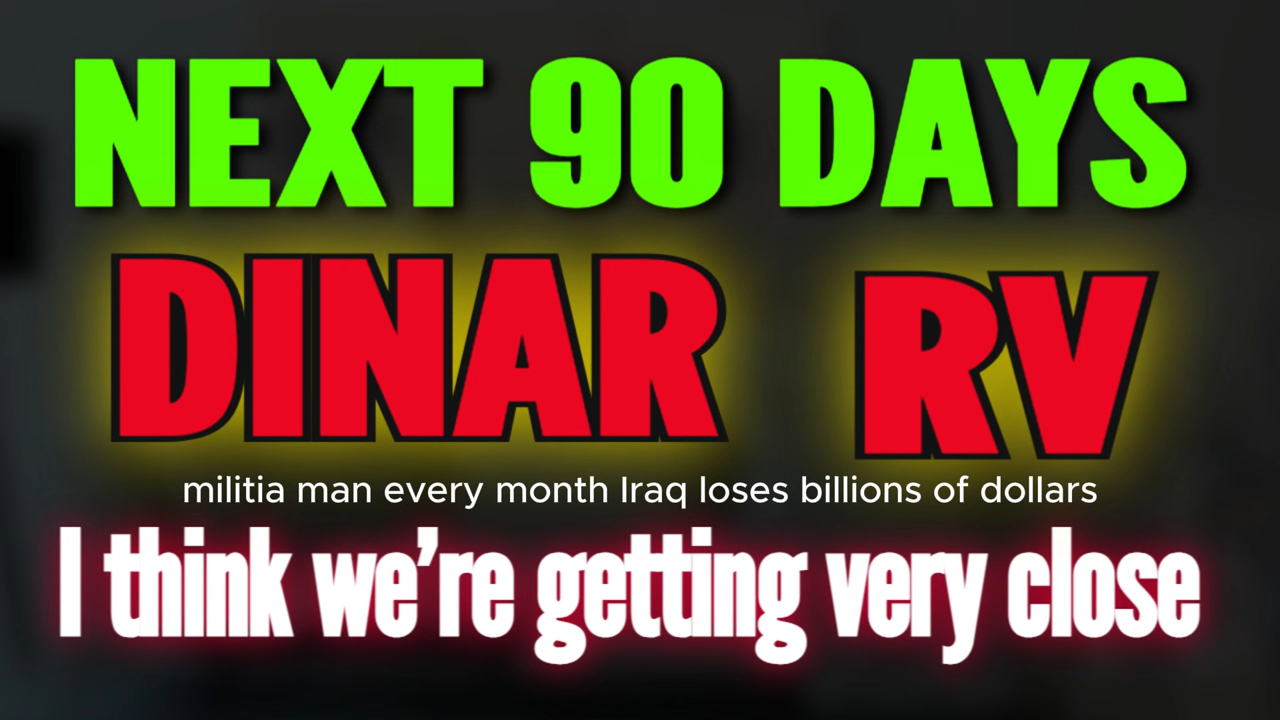 NEXT 90 DAYS
DINAR RV
militia man every month Iraq loses billions of dollars
I think we're getting very close